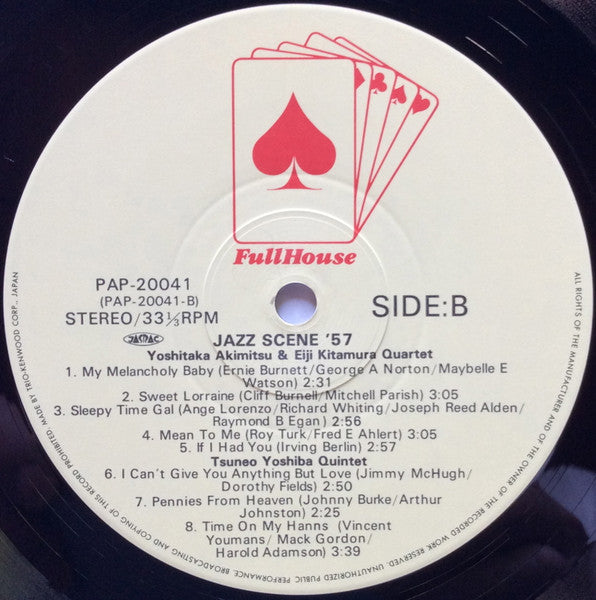 FullHouse
PAP-20041
(PAP-20041-B)
STEREO/33⅓RPM
SIDE:B
JASRAC
JAZZ SCENE '57
Yoshitaka Akimitsu & Eiji Kitamura Quartet
1. My Melancholy Baby (Ernie Burnett/George A Norton/Maybelle E
Watson) 2:31
2. Sweet Lorraine (Cliff Burnell/Mitchell Parish) 3:05
3. Sleepy Time Gal (Ange Lorenzo/Richard Whiting/Joseph Reed Alden/
Raymond B Egan) 2:56
4. Mean To Me (Roy Turk/Fred E Ahlert) 3:05
5. If I Had You (Irving Berlin) 2:57
Tsuneo Yoshiba Quintet
6. I Can't Give You Anything But Love (Jimmy McHugh/
Dorothy Fields) 2:50
7. Pennies From Heaven (Johnny Burke/Arthur
Johnston) 2:25
8. Time On My Hanns (Vincent
Youmans/Mack Gordon/
Harold Adamson) 3:39
ALL RIGHTS OF THE MANUFACTURER AND OF THE OWNER OF THE RECORDED WORK RESERVED. UNAUTHORIZED PUBLIC PERFORMANCE, BROADCASTING AND COPYING OF THIS RECORD PROHIBITED. MADE BY TRIO-KENWOOD CORP., JAPAN